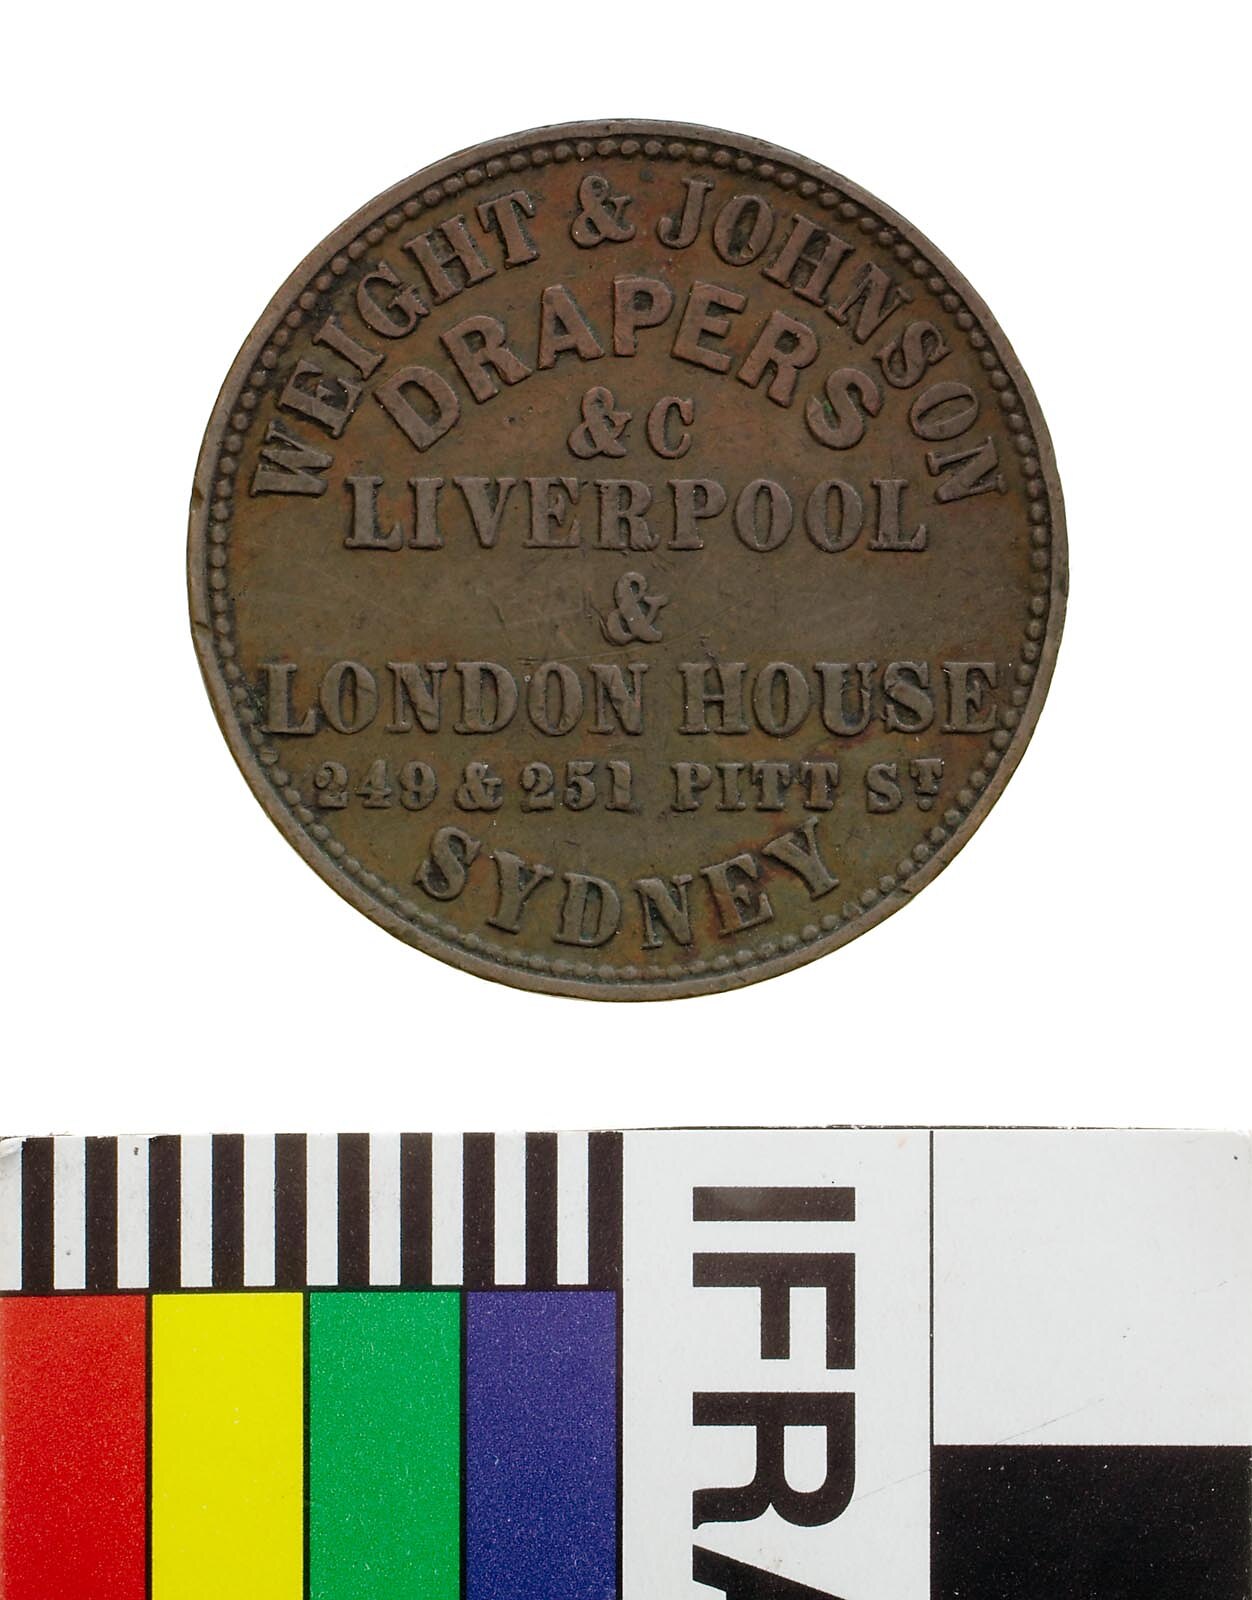 WEIGHT & JOHNSON
DRAPERS
& C
LIVERPOOL
&
LONDON HOUSE
249 & 251 PITT ST.
SYDNEY
IFRA